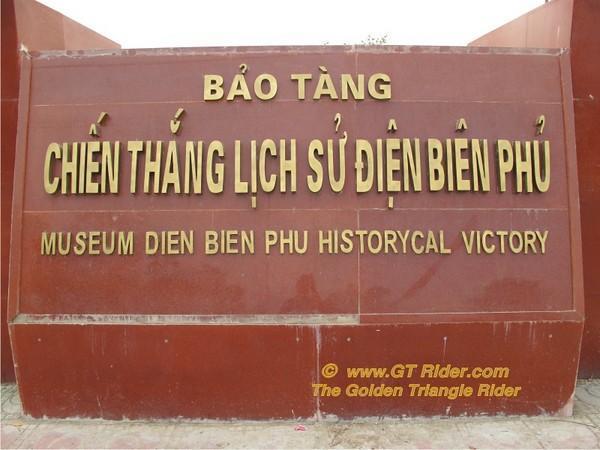 BẢO TÀNG
CHIẾN THẮNG LỊCH SỬ ĐIỆN BIÊN PHỦ
MUSEUM DIEN BIEN PHU HISTORYCAL VICTORY
© www.GT Rider.com
The Golden Triangle Rider